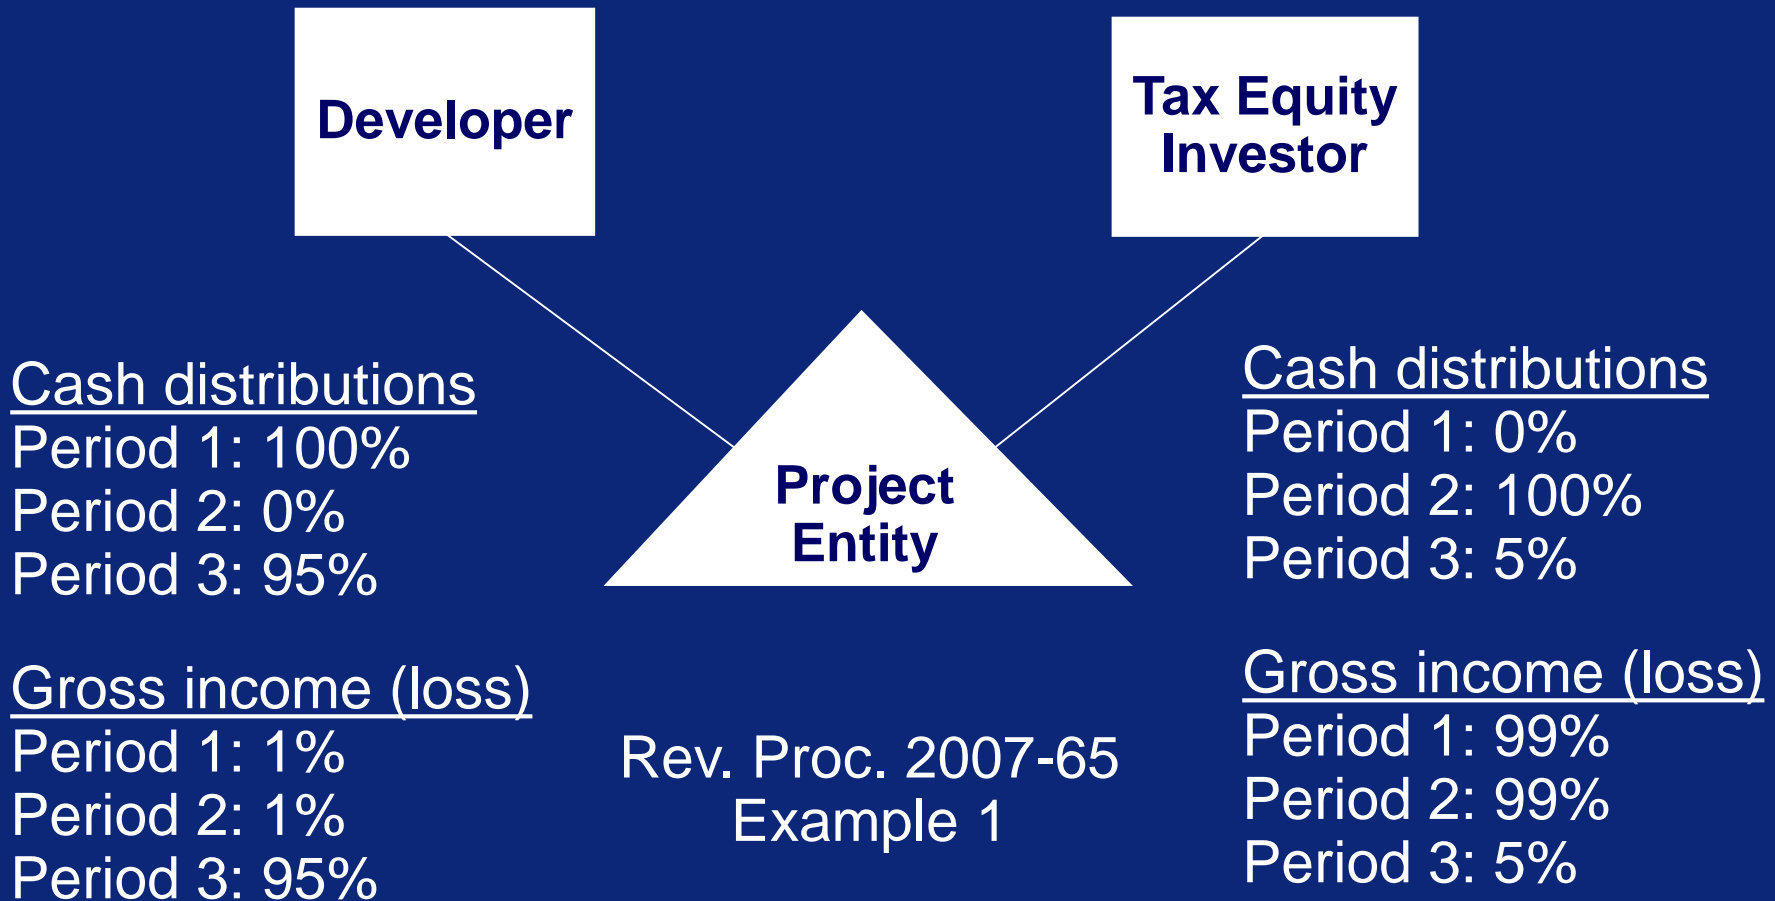 Developer
Tax Equity
Investor
Project
Entity
Cash distributions
Period 1: 100%
Period 2: 0%
Period 3: 95%
Gross income (loss)
Period 1: 1%
Period 2: 1%
Period 3: 95%
Rev. Proc. 2007-65
Example 1
Cash distributions
Period 1: 0%
Period 2: 100%
Period 3: 5%
Gross income (loss)
Period 1: 99%
Period 2: 99%
Period 3: 5%